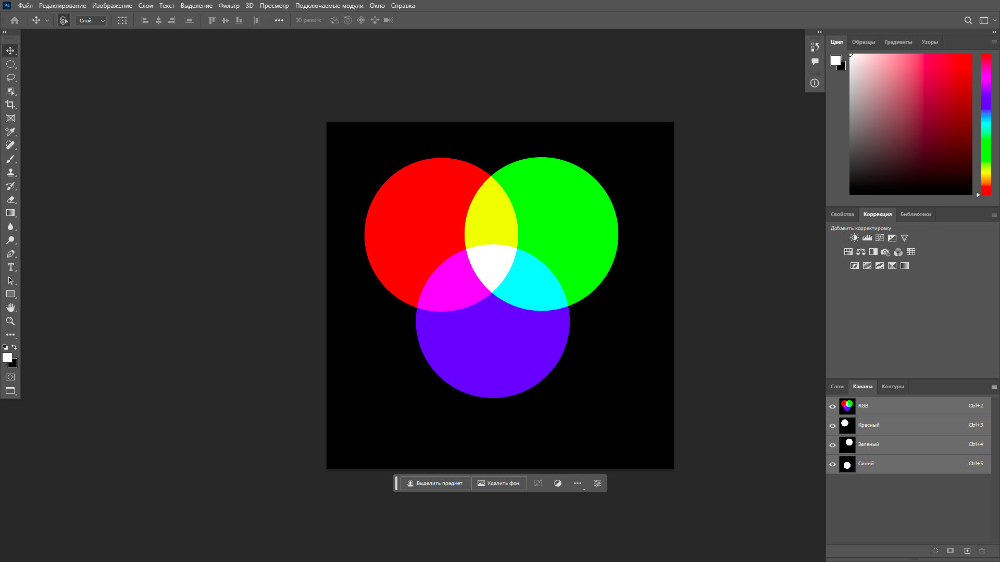 Ps Файл Редактирование Изображение Слои Текст Выделение Фильтр 3D Просмотр Подключаемые модули Окно Справка
Слой 3D-режим:
Цвет Образцы Градиенты Узоры
Свойства Коррекция Библиотеки
Добавить корректировку
Слои Каналы Контуры
RGB Ctrl+2
Красный Ctrl+3
Зеленый Ctrl+4
Синий Ctrl+5
Выделить предмет Удалить фон